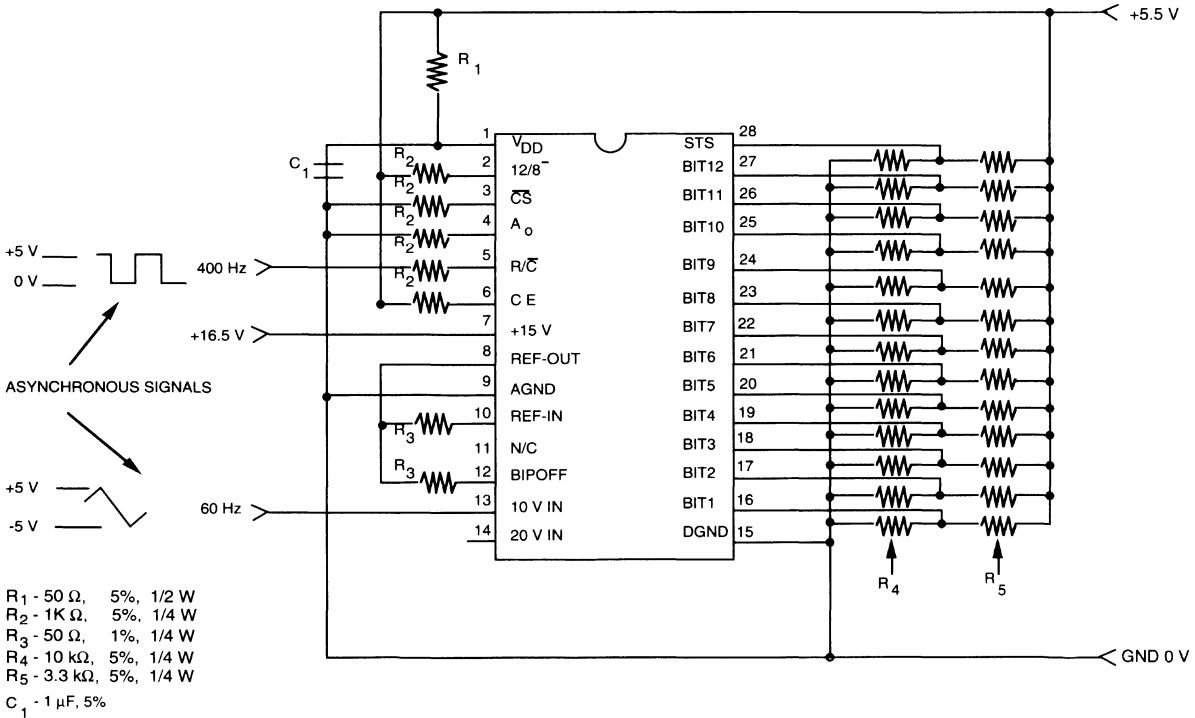 +5.5 V
R1
1 VDD
2 12/8‾
3 C̅S̅
4 Ao
5 R/C̅
6 CE
7 +15 V
8 REF-OUT
9 AGND
10 REF-IN
11 N/C
12 BIPOFF
13 10 V IN
14 20 V IN
STS 28
BIT12 27
BIT11 26
BIT10 25
BIT9 24
BIT8 23
BIT7 22
BIT6 21
BIT5 20
BIT4 19
BIT3 18
BIT2 17
BIT1 16
DGND 15
C1
R2
R2
R2
R2
R2
R3
R3
+5 V
0 V
400 Hz
+16.5 V
ASYNCHRONOUS SIGNALS
+5 V
-5 V
60 Hz
R4
R5
GND 0 V
R1 - 50 Ω, 5%, 1/2 W
R2 - 1K Ω, 5%, 1/4 W
R3 - 50 Ω, 1%, 1/4 W
R4 - 10 kΩ, 5%, 1/4 W
R5 - 3.3 kΩ, 5%, 1/4 W
C1 - 1 μF, 5%